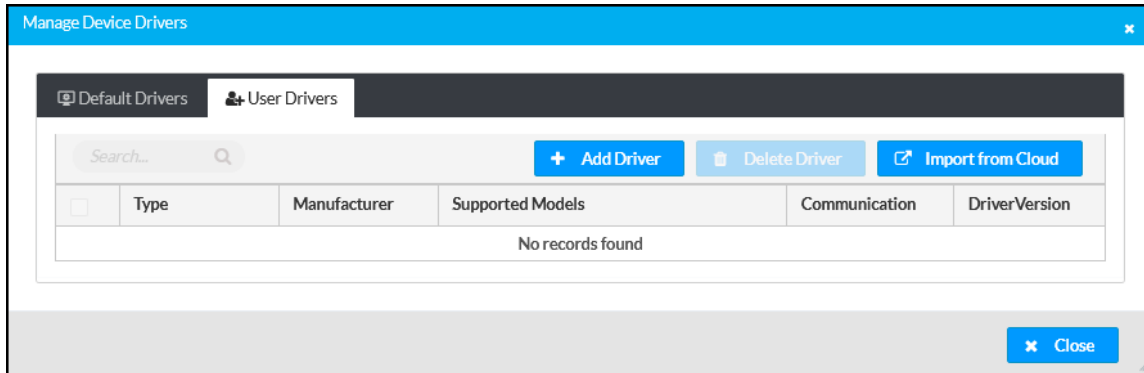 Manage Device Drivers
Default Drivers User Drivers
Search... Add Driver Delete Driver Import from Cloud
Type Manufacturer Supported Models Communication DriverVersion
No records found
Close